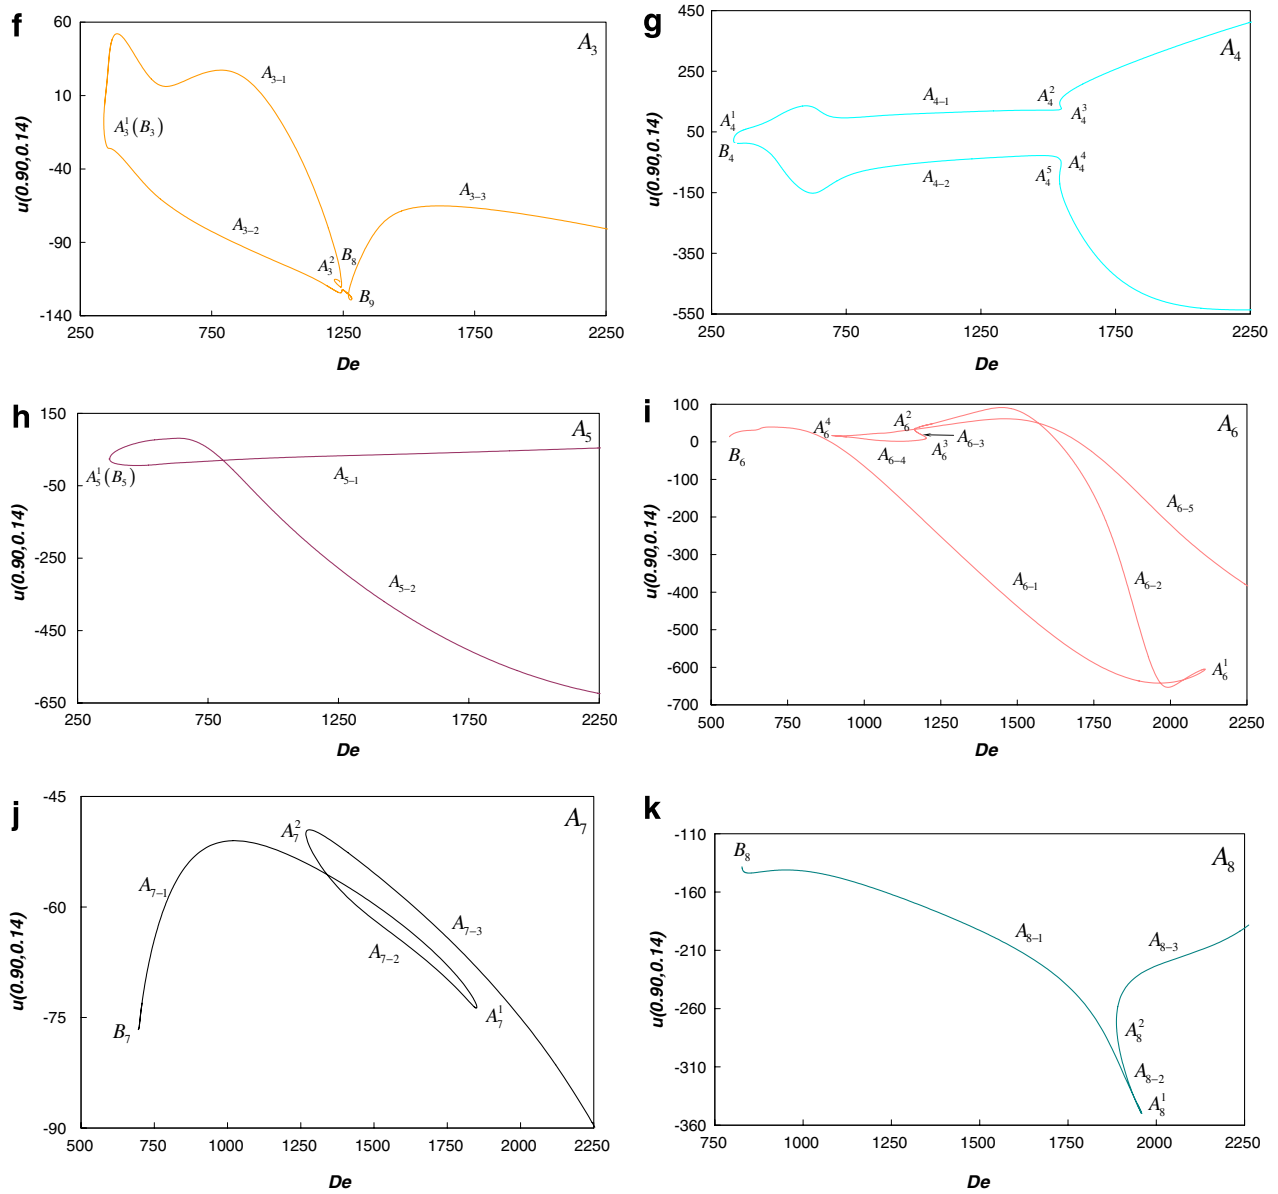 f
60
10
-40
-90
-140
u(0.90,0.14)
A₃
A₃₋₁
A₃¹(B₃)
A₃₋₂
A₃₋₃
A₃²
B₈
B₉
250 750 1250 1750 2250
De
g
450
250
50
-150
-350
-550
u(0.90,0.14)
A₄
A₄¹
B₄
A₄₋₁
A₄²
A₄³
A₄₋₂
A₄⁵
A₄⁴
250 750 1250 1750 2250
De
h
150
-50
-250
-450
-650
u(0.90,0.14)
A₅
A₅¹(B₅)
A₅₋₁
A₅₋₂
250 750 1250 1750 2250
De
i
100
0
-100
-200
-300
-400
-500
-600
-700
u(0.90,0.14)
A₆
B₆
A₆⁴
A₆²
A₆₋₃
A₆₋₄
A₆³
A₆₋₅
A₆₋₁
A₆₋₂
A₆¹
500 750 1000 1250 1500 1750 2000 2250
De
j
-45
-60
-75
-90
u(0.90,0.14)
A₇
A₇²
A₇₋₁
A₇₋₃
A₇₋₂
A₇¹
B₇
500 750 1000 1250 1500 1750 2000 2250
De
k
-110
-160
-210
-260
-310
-360
u(0.90,0.14)
A₈
B₈
A₈₋₁
A₈₋₃
A₈²
A₈₋₂
A₈¹
750 1000 1250 1500 1750 2000 2250
De